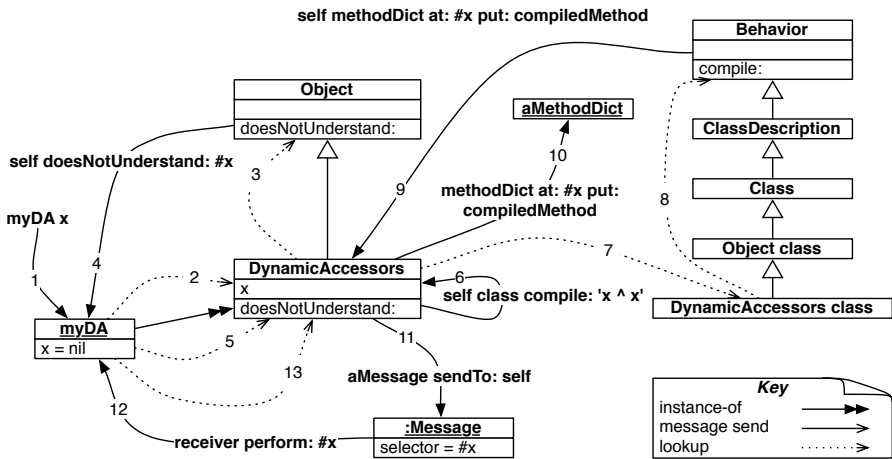 self methodDict at: #x put: compiledMethod
Behavior
compile:
Object
doesNotUnderstand:
aMethodDict
ClassDescription
self doesNotUnderstand: #x
3
10
9
methodDict at: #x put:
compiledMethod
Class
8
myDA x
Object class
1
4
2
DynamicAccessors
x
doesNotUnderstand:
6
7
self class compile: 'x ^ x'
DynamicAccessors class
myDA
x = nil
5
11
13
aMessage sendTo: self
12
receiver perform: #x
:Message
selector = #x
Key
instance-of
message send
lookup